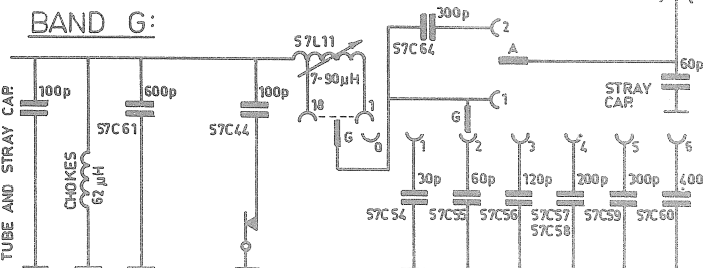 BAND G:
300p
2
S7C64
S7L11
A
7-90µH
60p
STRAY
CAP.
100p
600p
100p
18
1
1
S7C61
S7C44
G
0
G
1
2
3
4
5
6
CHOKES
62µH
TUBE AND STRAY CAP.
30p
60p
120p
200p
300p
400
S7C54
S7C55
S7C56
S7C57
S7C58
S7C59
S7C60